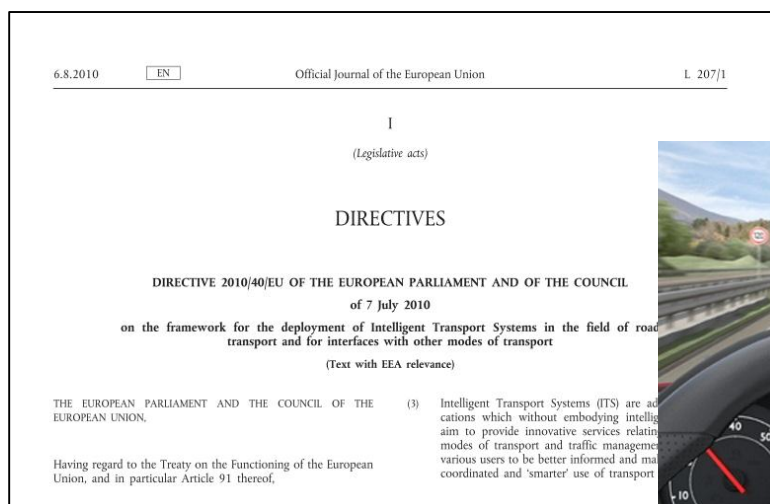 6.8.2010 EN Official Journal of the European Union L 207/1
I
(Legislative acts)
DIRECTIVES
DIRECTIVE 2010/40/EU OF THE EUROPEAN PARLIAMENT AND OF THE COUNCIL
of 7 July 2010
on the framework for the deployment of Intelligent Transport Systems in the field of road
transport and for interfaces with other modes of transport
(Text with EEA relevance)
THE EUROPEAN PARLIAMENT AND THE COUNCIL OF THE
EUROPEAN UNION,
Having regard to the Treaty on the Functioning of the European
Union, and in particular Article 91 thereof,
(3) Intelligent Transport Systems (ITS) are ad
cations which without embodying intellig
aim to provide innovative services relatin
modes of transport and traffic managemen
various users to be better informed and ma
coordinated and ‘smarter’ use of transport
40
50
10